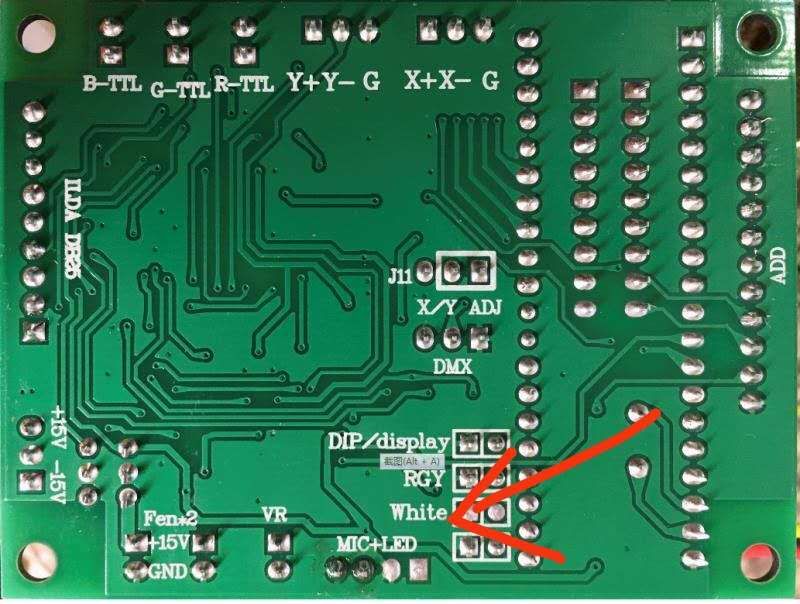 B-TTL G-TTL R-TTL Y+Y- G X+X- G
ILDA DB25
ADD
J11
X/Y ADJ
DMX
+15V -15V
DIP/display
截图(Alt + A)
RGY
White
Fen*2 VR
+15V MIC+LED
GND